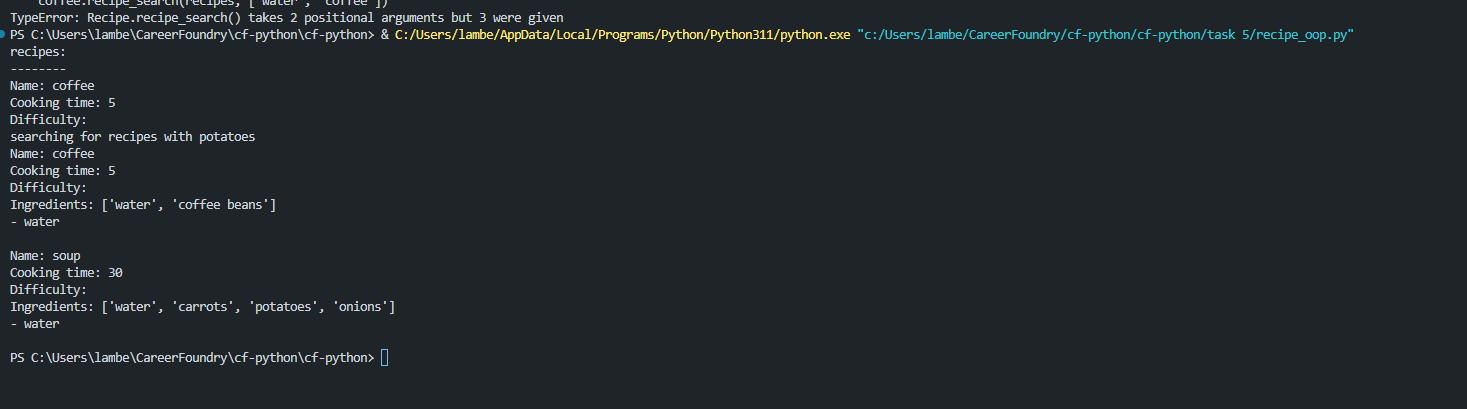 coffee.recipe_search(recipes, ['water', 'coffee'])
TypeError: Recipe.recipe_search() takes 2 positional arguments but 3 were given
PS C:\Users\lambe\CareerFoundry\cf-python\cf-python> & C:/Users/lambe/AppData/Local/Programs/Python/Python311/python.exe "c:/Users/lambe/CareerFoundry/cf-python/cf-python/task 5/recipe_oop.py"
recipes:
--------
Name: coffee
Cooking time: 5
Difficulty:
searching for recipes with potatoes
Name: coffee
Cooking time: 5
Difficulty:
Ingredients: ['water', 'coffee beans']
- water
Name: soup
Cooking time: 30
Difficulty:
Ingredients: ['water', 'carrots', 'potatoes', 'onions']
- water
PS C:\Users\lambe\CareerFoundry\cf-python\cf-python>